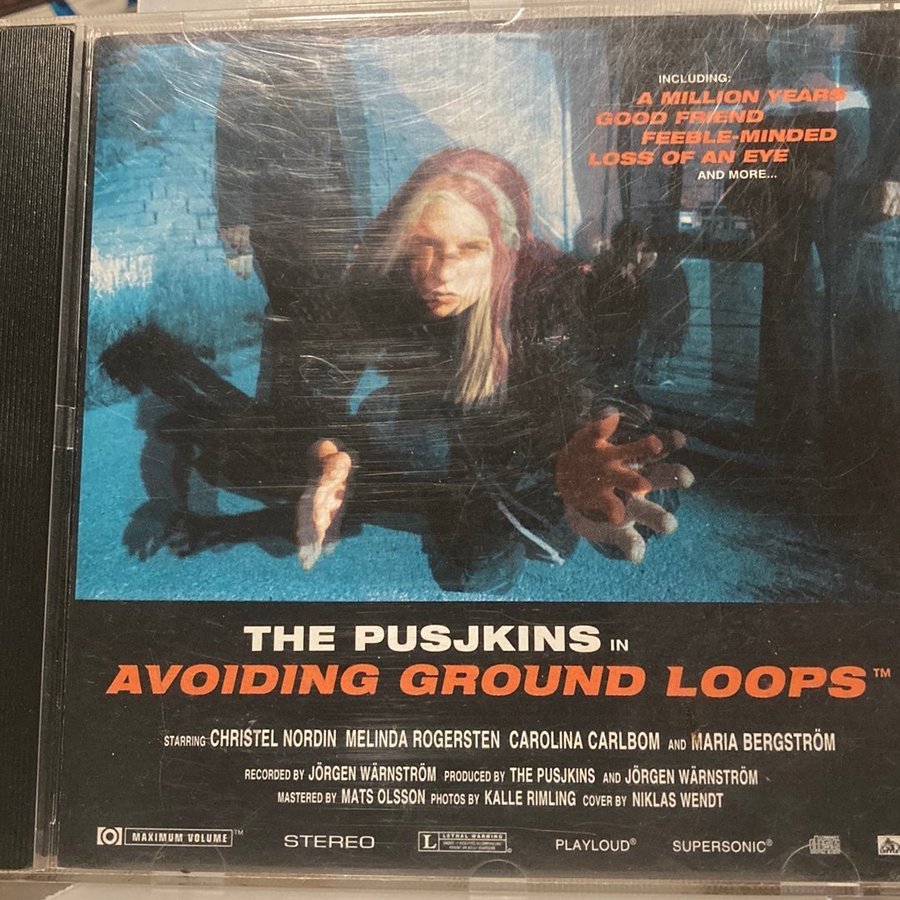 INCLUDING:
A MILLION YEARS
GOOD FRIEND
FEEBLE-MINDED
LOSS OF AN EYE
AND MORE...
THE PUSJKINS IN
AVOIDING GROUND LOOPS™
STARRING CHRISTEL NORDIN MELINDA ROGERSTEN CAROLINA CARLBOM AND MARIA BERGSTRÖM
RECORDED BY JÖRGEN WÄRNSTRÖM PRODUCED BY THE PUSJKINS AND JÖRGEN WÄRNSTRÖM
MASTERED BY MATS OLSSON PHOTOS BY KALLE RIMLING COVER BY NIKLAS WENDT
MAXIMUM VOLUME™ STEREO L LETHAL WARNING PLAYLOUD® SUPERSONIC®